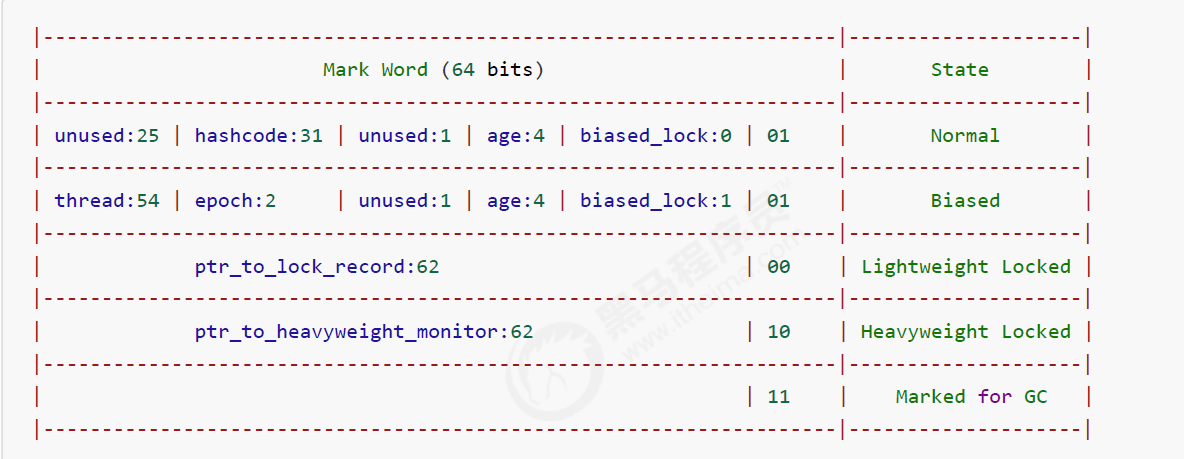 |--------------------------------------------------------------------|--------------------|
| Mark Word (64 bits) | State |
|--------------------------------------------------------------------|--------------------|
| unused:25 | hashcode:31 | unused:1 | age:4 | biased_lock:0 | 01 | Normal |
|--------------------------------------------------------------------|--------------------|
| thread:54 | epoch:2 | unused:1 | age:4 | biased_lock:1 | 01 | Biased |
|--------------------------------------------------------------------|--------------------|
| ptr_to_lock_record:62 | 00 | Lightweight Locked |
|--------------------------------------------------------------------|--------------------|
| ptr_to_heavyweight_monitor:62 | 10 | Heavyweight Locked |
|--------------------------------------------------------------------|--------------------|
| | 11 | Marked for GC |
|--------------------------------------------------------------------|--------------------|
黑马程序员
www.itheima.com